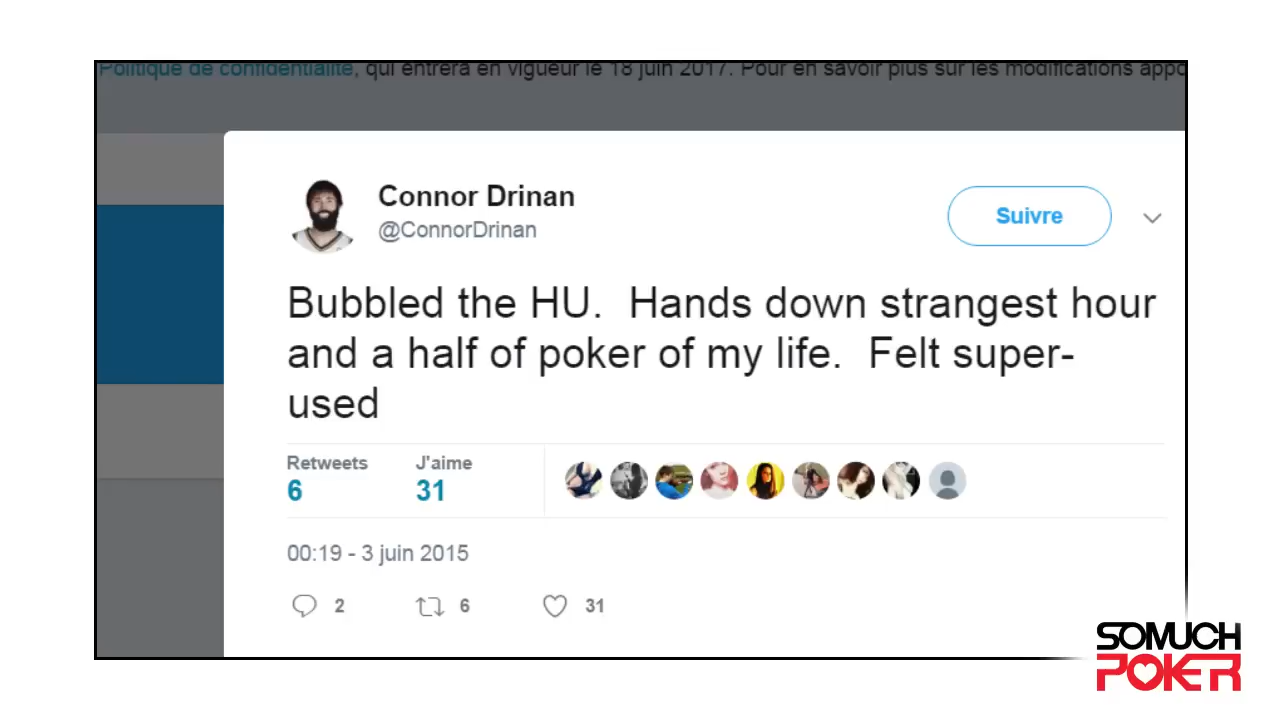 Politique de confidentialité, qui entrera en vigueur le 18 juin 2017. Pour en savoir plus sur les modifications appo
Connor Drinan
@ConnorDrinan
Suivre
Bubbled the HU. Hands down strangest hour
and a half of poker of my life. Felt super-
used
Retweets J'aime
6 31
00:19 - 3 juin 2015
2 6 31
SOMUCH
POKER